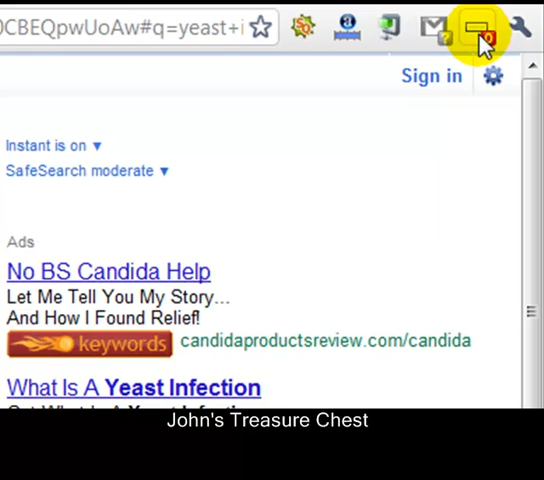 0CBEQpwUoAw#q=yeast+i
Sign in
Instant is on ▼
SafeSearch moderate ▼
Ads
No BS Candida Help
Let Me Tell You My Story...
And How I Found Relief!
keywords candidaproductsreview.com/candida
What Is A Yeast Infection
John's Treasure Chest